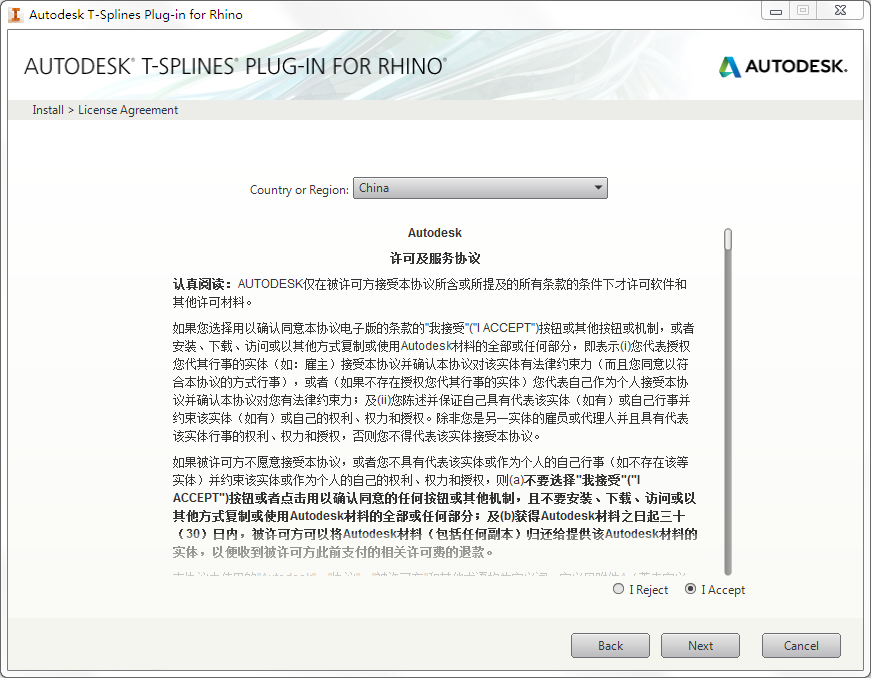 Autodesk T-Splines Plug-in for Rhino
AUTODESK® T-SPLINES® PLUG-IN FOR RHINO®
AUTODESK.
Install > License Agreement
Country or Region: China
Autodesk
许可及服务协议
认真阅读：AUTODESK仅在被许可方接受本协议所含或所提及的所有条款的条件下才许可软件和
其他许可材料。
如果您选择用以确认同意本协议电子版的条款的"我接受"("I ACCEPT")按钮或其他按钮或机制，或者
安装、下载、访问或以其他方式复制或使用Autodesk材料的全部或任何部分，即表示(i)您代表授权
您代其行事的实体（如：雇主）接受本协议并确认本协议对该实体有法律约束力（而且您同意以符
合本协议的方式行事），或者（如果不存在授权您代其行事的实体）您代表自己作为个人接受本协
议并确认本协议对您有法律约束力；及(ii)您陈述并保证自己具有代表该实体（如有）或自己行事并
约束该实体（如有）或自己的权利、权力和授权。除非您是另一实体的雇员或代理人并且具有代表
该实体行事的权利、权力和授权，否则您不得代表该实体接受本协议。
如果被许可方不愿意接受本协议，或者您不具有代表该实体或作为个人的自己行事（如不存在该等
实体）并约束该实体或作为个人的自己的权利、权力和授权，则(a)不要选择"我接受"("I
ACCEPT")按钮或者点击用以确认同意的任何按钮或其他机制，且不要安装、下载、访问或以
其他方式复制或使用Autodesk材料的全部或任何部分；及(b)获得Autodesk材料之日起三十
（30）日内，被许可方可以将Autodesk材料（包括任何副本）归还给提供该Autodesk材料的
实体，以便收到被许可方此前支付的相关许可费的退款。
I Reject I Accept
Back Next Cancel